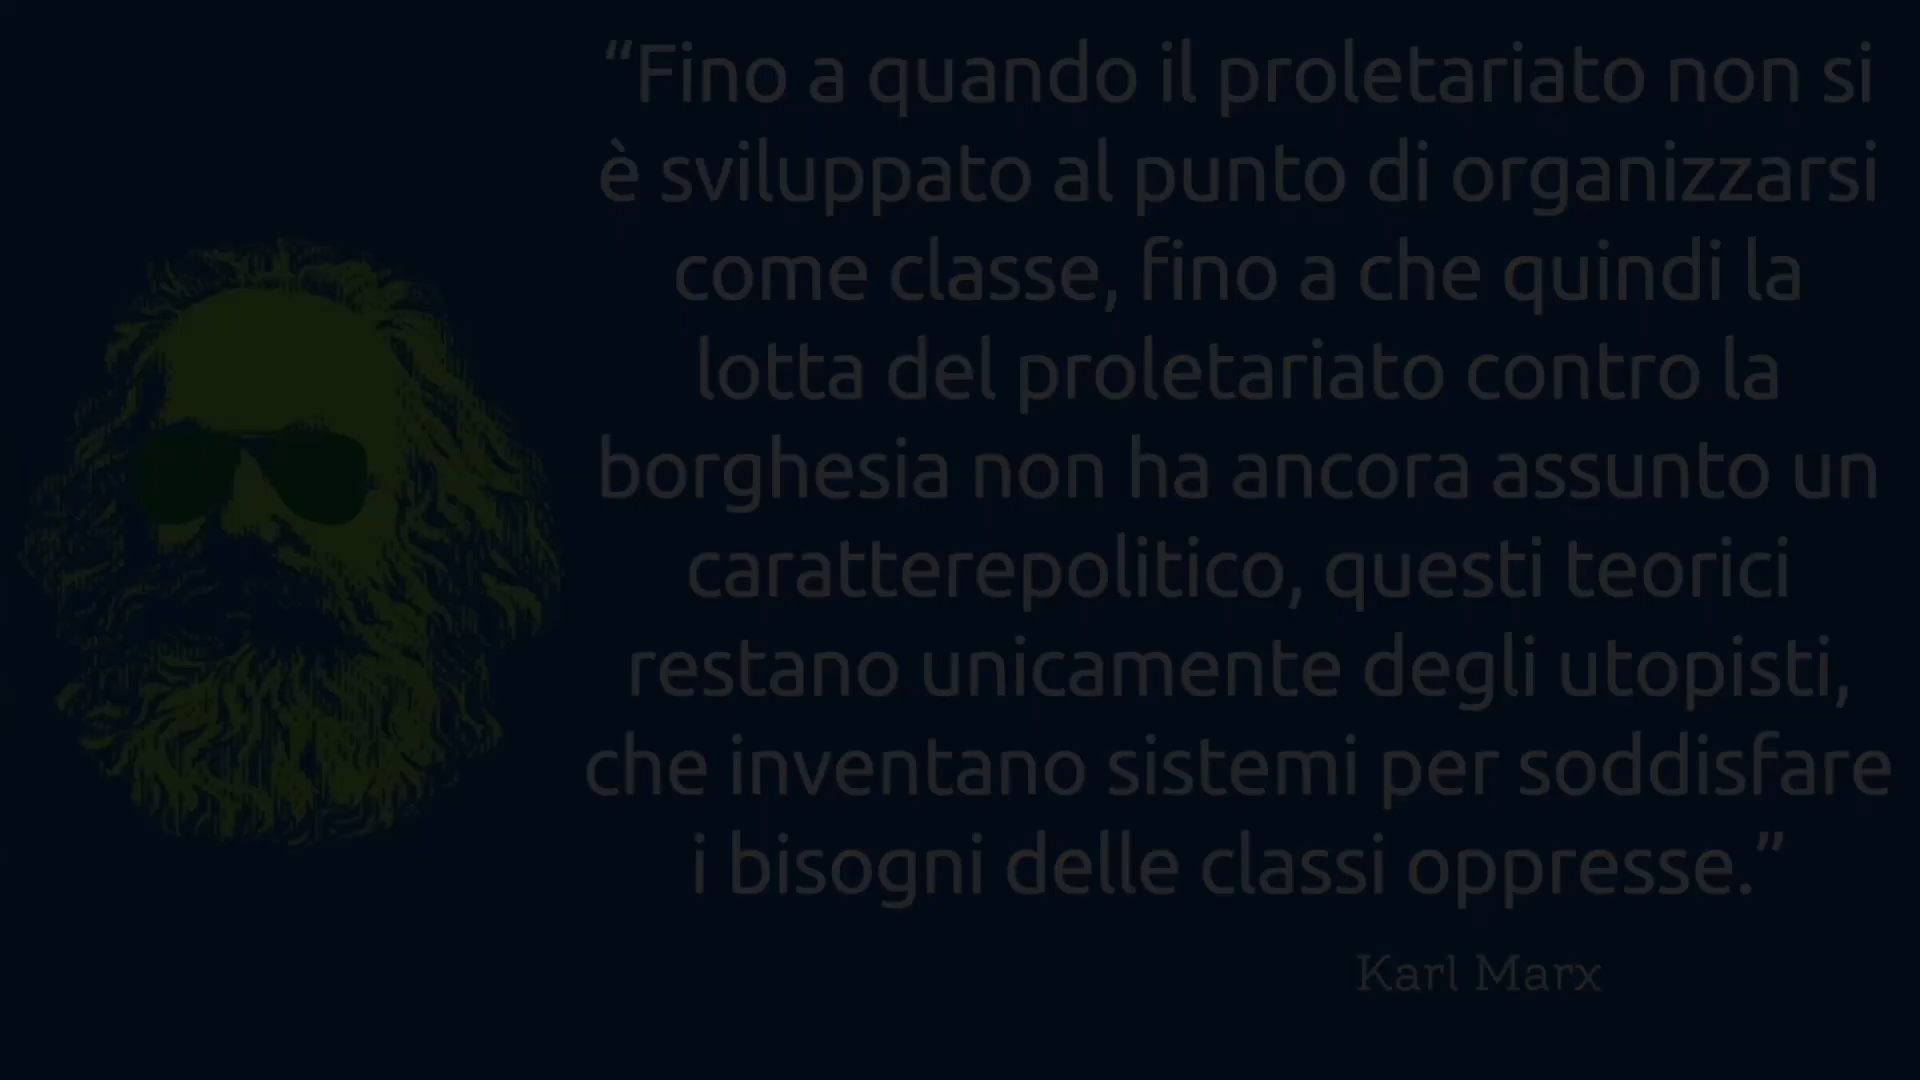 “Fino a quando il proletariato non si
è sviluppato al punto di organizzarsi
come classe, fino a che quindi la
lotta del proletariato contro la
borghesia non ha ancora assunto un
caratterepolitico, questi teorici
restano unicamente degli utopisti,
che inventano sistemi per soddisfare
i bisogni delle classi oppresse.”
Karl Marx